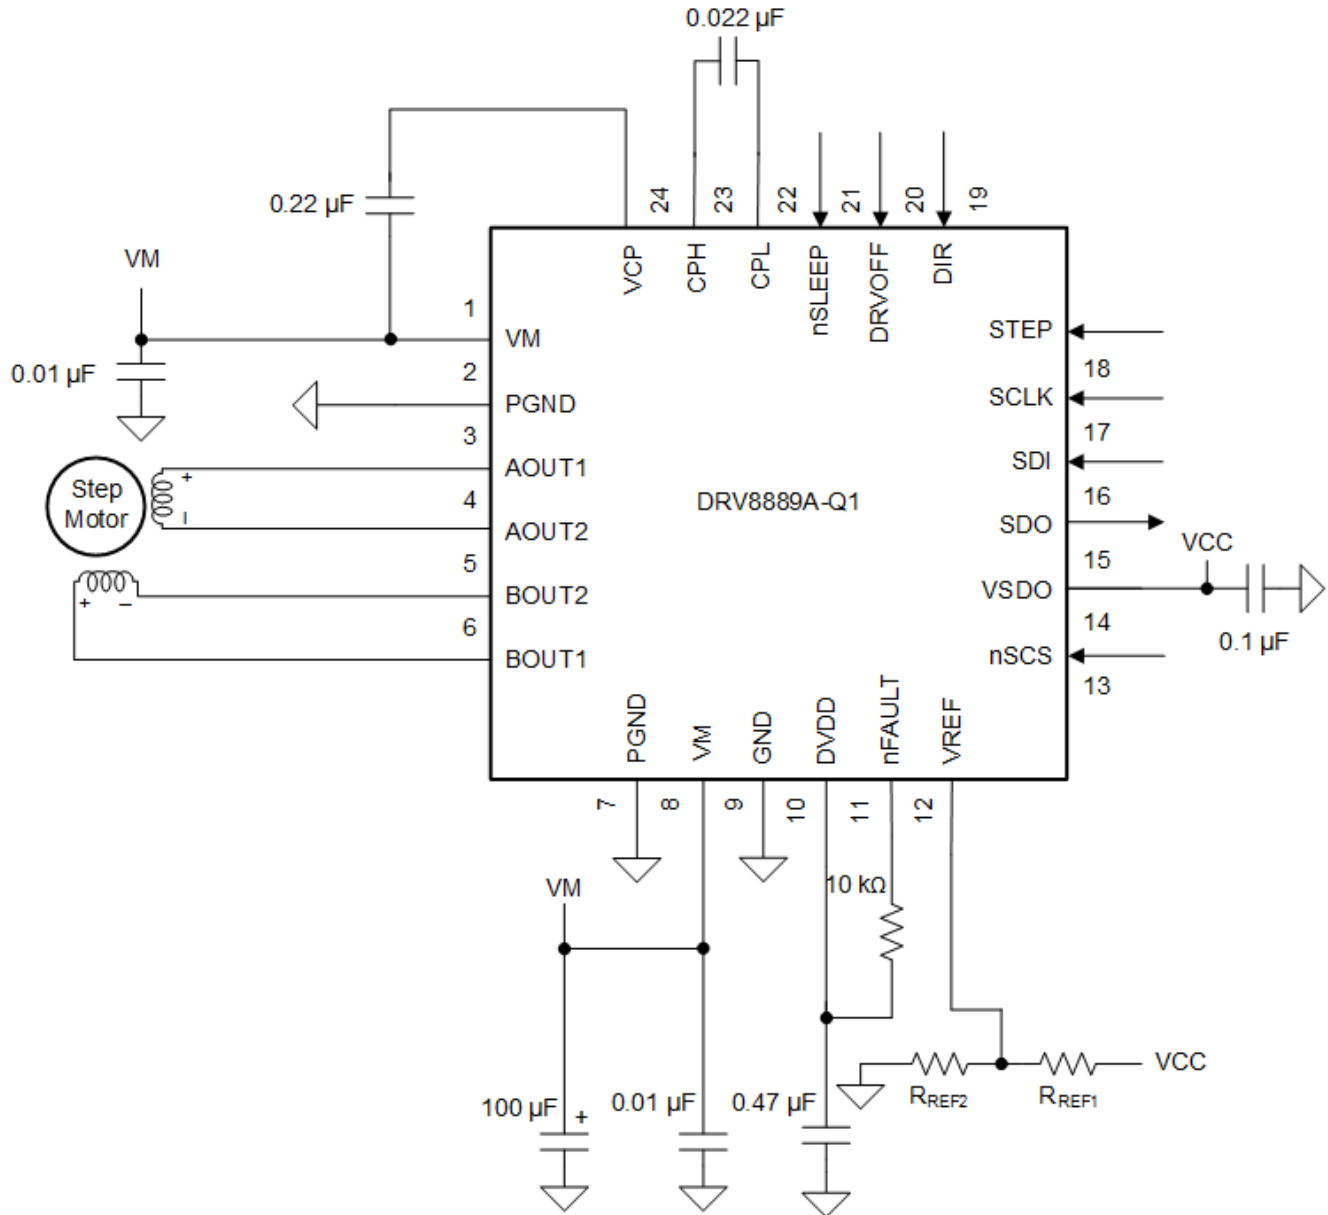 0.022 µF
0.22 µF
24
23
22
21
20
19
VCP
CPH
CPL
nSLEEP
DRVOFF
DIR
VM
0.01 µF
1
VM
2
PGND
3
AOUT1
4
AOUT2
5
BOUT2
6
BOUT1
Step
Motor
+
–
+
–
DRV8889A-Q1
STEP
18
SCLK
17
SDI
16
SDO
15
VSDO
14
nSCS
13
VCC
0.1 µF
PGND
VM
GND
DVDD
nFAULT
VREF
7
8
9
10
11
12
VM
10 kΩ
100 µF
+
0.01 µF
0.47 µF
RREF2
RREF1
VCC